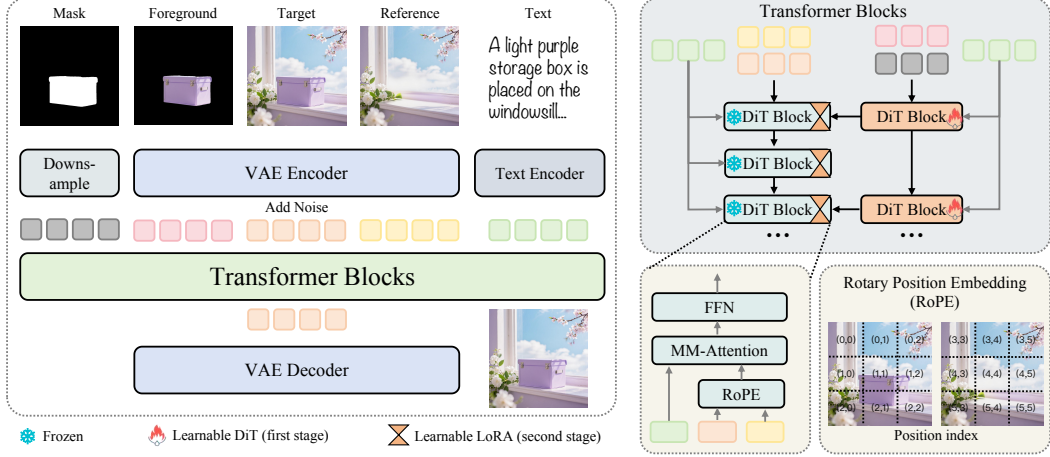 Mask
Foreground
Target
Reference
Text
A light purple
storage box is
placed on the
windowsill...
Downs-
ample
VAE Encoder
Text Encoder
Add Noise
Transformer Blocks
VAE Decoder
Frozen
Learnable DiT (first stage)
Learnable LoRA (second stage)
Transformer Blocks
DiT Block
DiT Block
DiT Block
DiT Block
DiT Block
•••
•••
FFN
MM-Attention
RoPE
Rotary Position Embedding
(RoPE)
(0,0) (0,1) (0,2) (3,3) (3,4) (3,5)
(1,0) (1,1) (1,2) (4,3) (4,4) (4,5)
(2,0) (2,1) (2,2) (5,3) (5,4) (5,5)
Position index